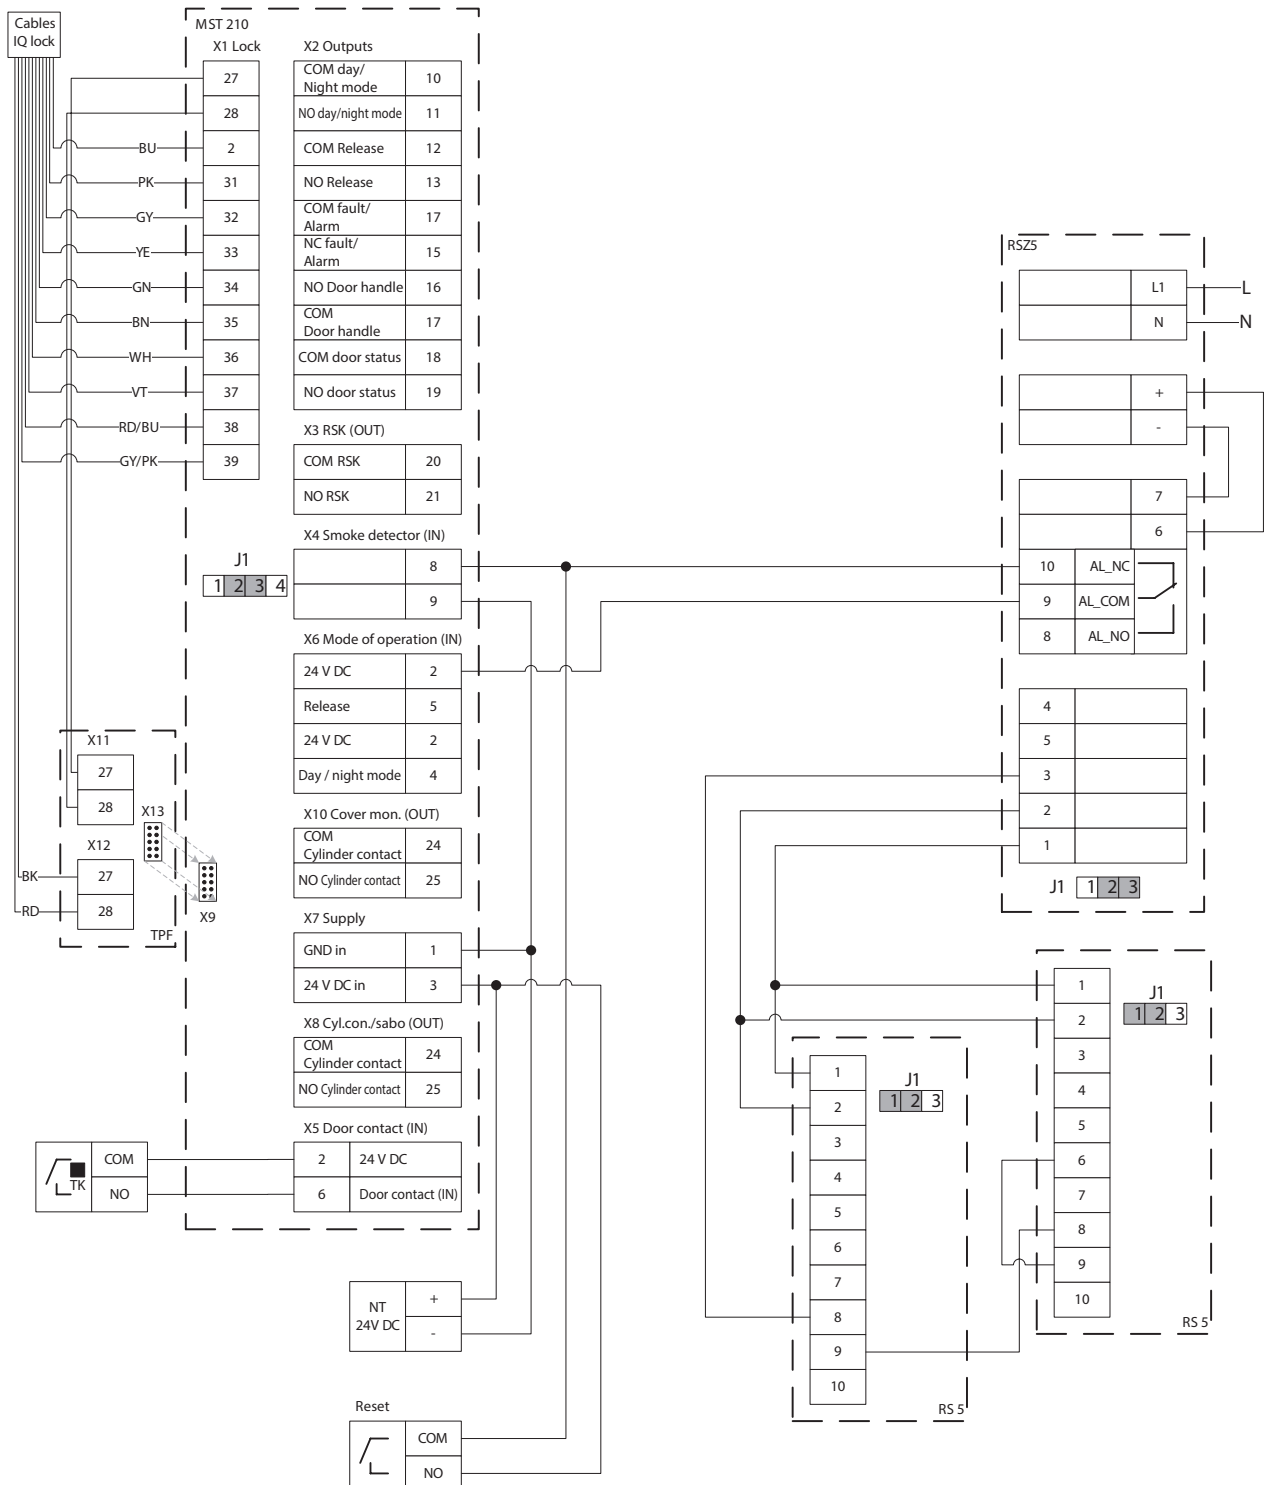 Cables
IQ lock
MST 210
X1 Lock
27
28
BU 2
PK 31
GY 32
YE 33
GN 34
BN 35
WH 36
VT 37
RD/BU 38
GY/PK 39
X2 Outputs
COM day/
Night mode 10
NO day/night mode 11
COM Release 12
NO Release 13
COM fault/
Alarm 17
NC fault/
Alarm 15
NO Door handle 16
COM
Door handle 17
COM door status 18
NO door status 19
X3 RSK (OUT)
COM RSK 20
NO RSK 21
X4 Smoke detector (IN)
8
9
J1
1 2 3 4
X6 Mode of operation (IN)
24 V DC 2
Release 5
24 V DC 2
Day / night mode 4
X10 Cover mon. (OUT)
COM
Cylinder contact 24
NO Cylinder contact 25
X7 Supply
GND in 1
24 V DC in 3
X8 Cyl.con./sabo (OUT)
COM
Cylinder contact 24
NO Cylinder contact 25
X5 Door contact (IN)
2 24 V DC
6 Door contact (IN)
X11
27
28
X13
X12
BK 27
RD 28
TPF
X9
TK
COM
NO
NT
24V DC
+
-
Reset
COM
NO
RSZ5
L1 L
N N
+
-
7
6
10 AL_NC
9 AL_COM
8 AL_NO
4
5
3
2
1
J1 1 2 3
1
2
3
4
5
6
7
8
9
10
J1
1 2 3
RS 5
1
2
3
4
5
6
7
8
9
10
J1
1 2 3
RS 5